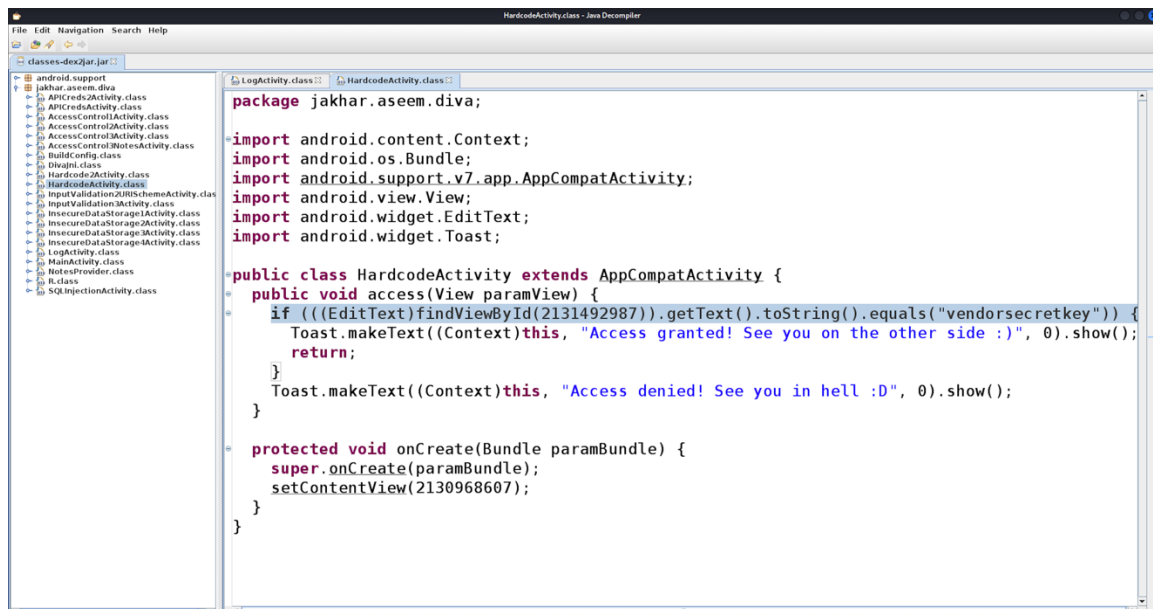 HardcodeActivity.class - Java Decompiler
File Edit Navigation Search Help
classes-dex2jar.jar
android.support
jakhar.aseem.diva
APICreds2Activity.class
APICredsActivity.class
AccessControl1Activity.class
AccessControl2Activity.class
AccessControl3Activity.class
AccessControl3NotesActivity.class
BuildConfig.class
DivaJni.class
Hardcode2Activity.class
HardcodeActivity.class
InputValidation2URISchemeActivity.clas
InputValidation3Activity.class
InsecureDataStorage1Activity.class
InsecureDataStorage2Activity.class
InsecureDataStorage3Activity.class
InsecureDataStorage4Activity.class
LogActivity.class
MainActivity.class
NotesProvider.class
R.class
SQLInjectionActivity.class
LogActivity.class HardcodeActivity.class
package jakhar.aseem.diva;
import android.content.Context;
import android.os.Bundle;
import android.support.v7.app.AppCompatActivity;
import android.view.View;
import android.widget.EditText;
import android.widget.Toast;
public class HardcodeActivity extends AppCompatActivity {
public void access(View paramView) {
if (((EditText)findViewById(2131492987)).getText().toString().equals("vendorsecretkey")) {
Toast.makeText((Context)this, "Access granted! See you on the other side :)", 0).show();
return;
}
Toast.makeText((Context)this, "Access denied! See you in hell :D", 0).show();
}
protected void onCreate(Bundle paramBundle) {
super.onCreate(paramBundle);
setContentView(2130968607);
}
}